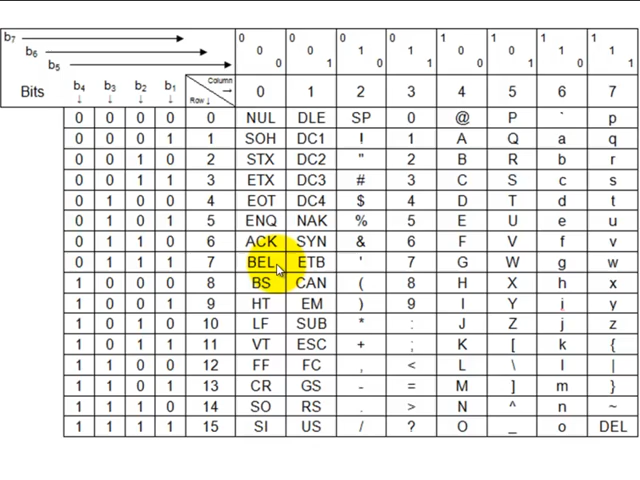 b7 0 0 0 0 1 1 1 1
b6 0 0 1 1 0 0 1 1
b5 0 1 0 1 0 1 0 1
Bits b4 ↓ b3 ↓ b2 ↓ b1 ↓ Column → Row ↓ 0 1 2 3 4 5 6 7
0 0 0 0 0 NUL DLE SP 0 @ P ` p
0 0 0 1 1 SOH DC1 ! 1 A Q a q
0 0 1 0 2 STX DC2 " 2 B R b r
0 0 1 1 3 ETX DC3 # 3 C S c s
0 1 0 0 4 EOT DC4 $ 4 D T d t
0 1 0 1 5 ENQ NAK % 5 E U e u
0 1 1 0 6 ACK SYN & 6 F V f v
0 1 1 1 7 BEL ETB ' 7 G W g w
1 0 0 0 8 BS CAN ( 8 H X h x
1 0 0 1 9 HT EM ) 9 I Y i y
1 0 1 0 10 LF SUB * : J Z j z
1 0 1 1 11 VT ESC + ; K [ k {
1 1 0 0 12 FF FC , < L \ l |
1 1 0 1 13 CR GS - = M ] m }
1 1 1 0 14 SO RS . > N ^ n ~
1 1 1 1 15 SI US / ? O _ o DEL